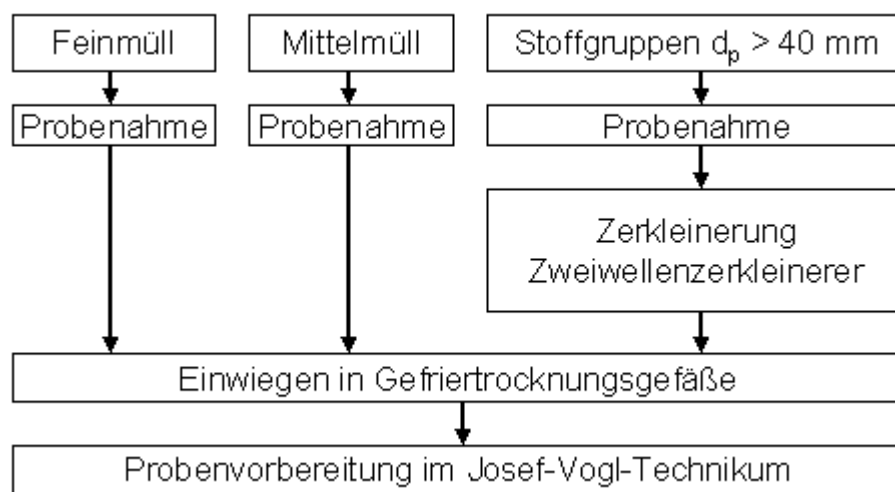 Feinmüll
Mittelmüll
Stoffgruppen dp > 40 mm
Probenahme
Probenahme
Probenahme
Zerkleinerung
Zweiwellenzerkleinerer
Einwiegen in Gefriertrocknungsgefäße
Probenvorbereitung im Josef-Vogl-Technikum